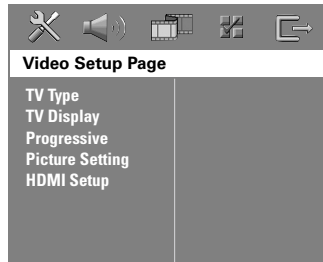 Video Setup Page
TV Type
TV Display
Progressive
Picture Setting
HDMI Setup